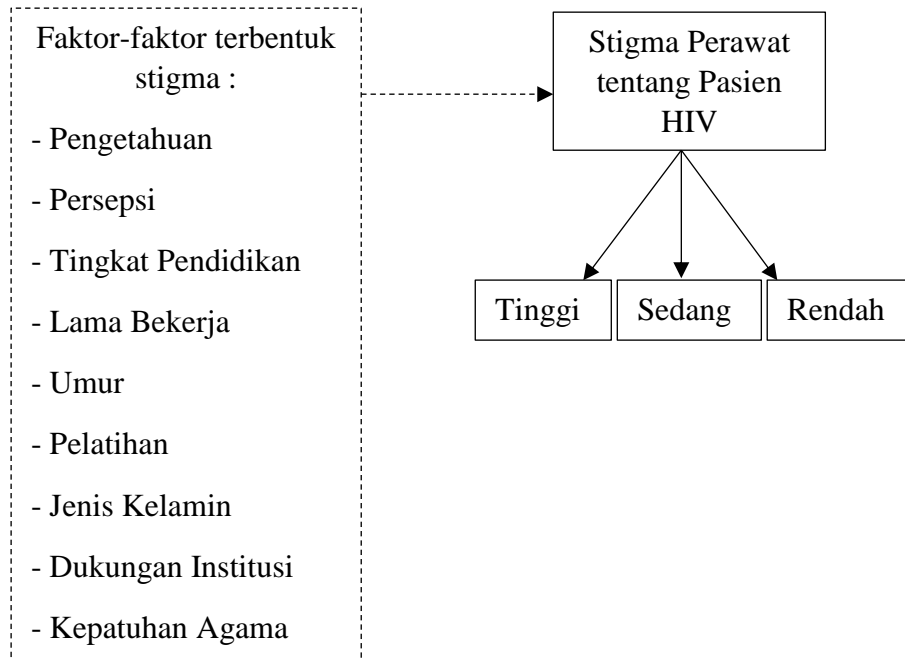 Faktor-faktor terbentuk
stigma :
- Pengetahuan
- Persepsi
- Tingkat Pendidikan
- Lama Bekerja
- Umur
- Pelatihan
- Jenis Kelamin
- Dukungan Institusi
- Kepatuhan Agama
Stigma Perawat
tentang Pasien
HIV
Tinggi
Sedang
Rendah